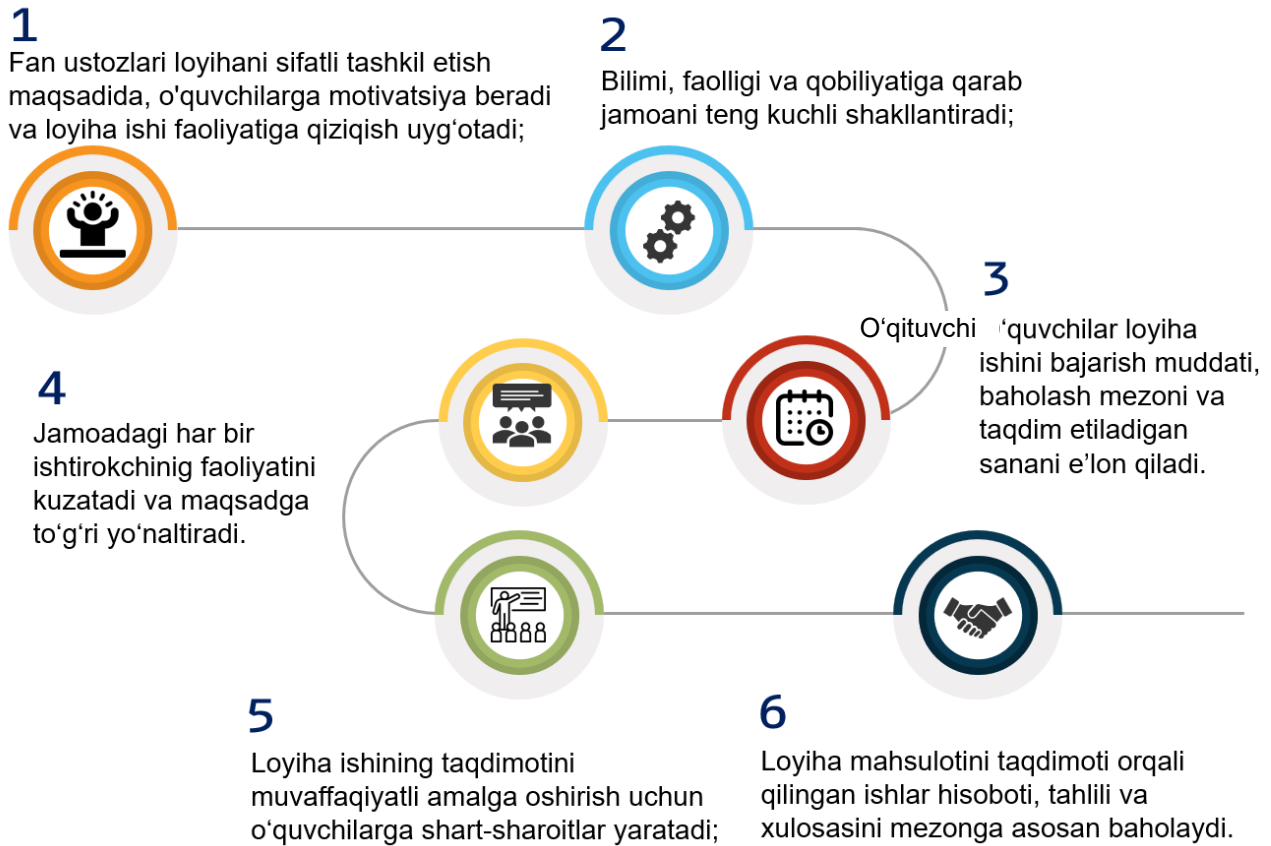 1
Fan ustozlari loyihani sifatli tashkil etish
maqsadida, o'quvchilarga motivatsiya beradi
va loyiha ishi faoliyatiga qiziqish uyg‘otadi;
2
Bilimi, faolligi va qobiliyatiga qarab
jamoani teng kuchli shakllantiradi;
3
O‘qituvchi ‘quvchilar loyiha
ishini bajarish muddati,
baholash mezoni va
taqdim etiladigan
sanani e’lon qiladi.
4
Jamoadagi har bir
ishtirokchinig faoliyatini
kuzatadi va maqsadga
to‘g‘ri yo‘naltiradi.
5
Loyiha ishining taqdimotini
muvaffaqiyatli amalga oshirish uchun
o‘quvchilarga shart-sharoitlar yaratadi;
6
Loyiha mahsulotini taqdimoti orqali
qilingan ishlar hisoboti, tahlili va
xulosasini mezonga asosan baholaydi.